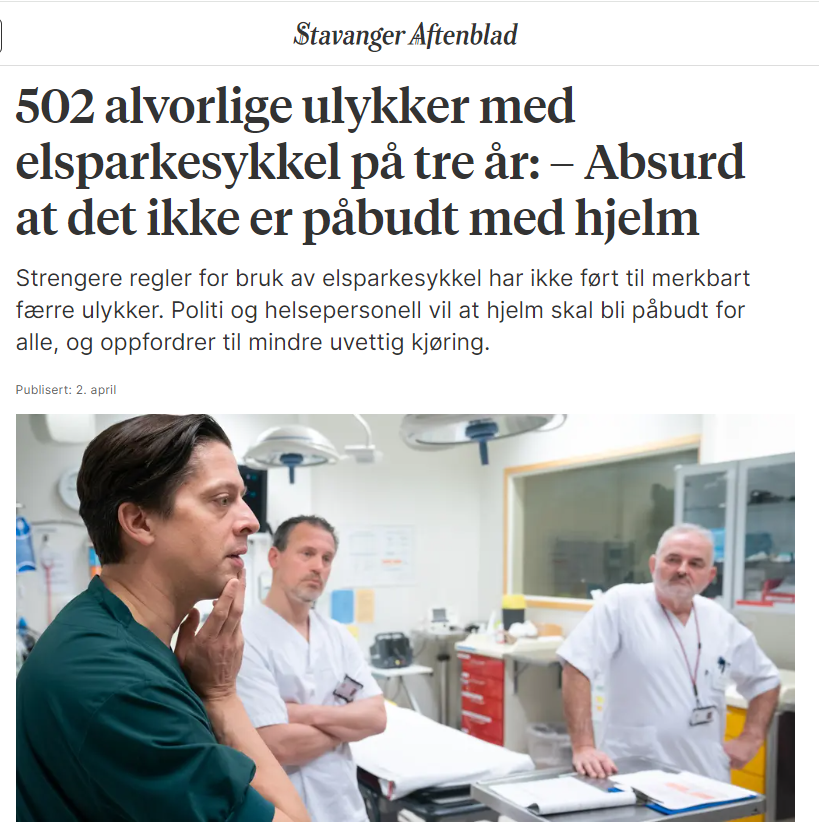 Stavanger Aftenblad
502 alvorlige ulykker med
elsparkesykkel på tre år: – Absurd
at det ikke er påbudt med hjelm
Strengere regler for bruk av elsparkesykkel har ikke ført til merkbart
færre ulykker. Politi og helsepersonell vil at hjelm skal bli påbudt for
alle, og oppfordrer til mindre uvettig kjøring.
Publisert: 2. april